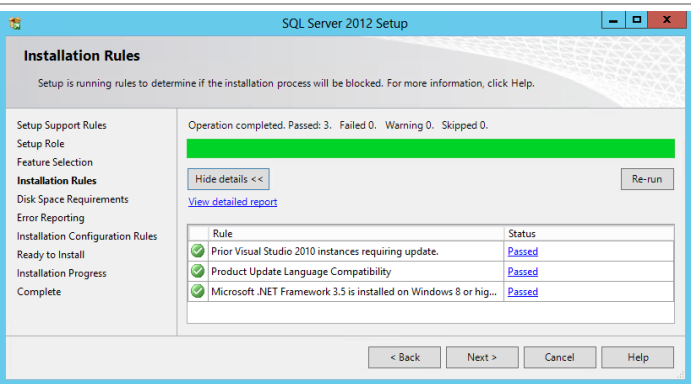 SQL Server 2012 Setup
Installation Rules
Setup is running rules to determine if the installation process will be blocked. For more information, click Help.
Setup Support Rules
Setup Role
Feature Selection
Installation Rules
Disk Space Requirements
Error Reporting
Installation Configuration Rules
Ready to Install
Installation Progress
Complete
Operation completed. Passed: 3.   Failed 0.   Warning 0.   Skipped 0.
Hide details <<
Re-run
View detailed report
Rule Status
Prior Visual Studio 2010 instances requiring update. Passed
Product Update Language Compatibility Passed
Microsoft .NET Framework 3.5 is installed on Windows 8 or hig... Passed
< Back Next > Cancel Help